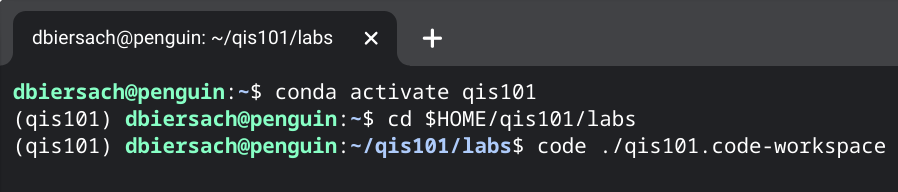 dbiersach@penguin: ~/qis101/labs
dbiersach@penguin:~$ conda activate qis101
(qis101) dbiersach@penguin:~$ cd $HOME/qis101/labs
(qis101) dbiersach@penguin:~/qis101/labs$ code ./qis101.code-workspace